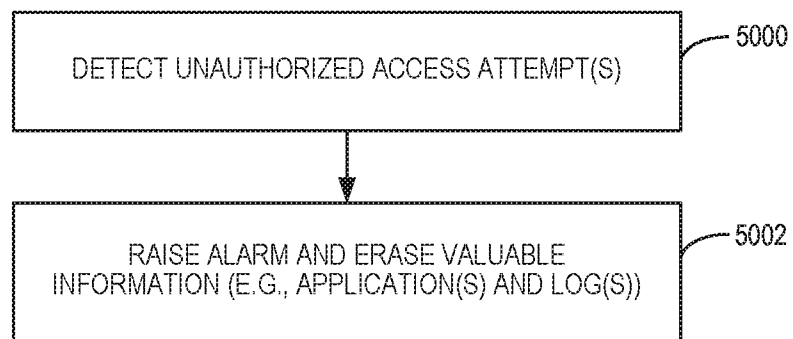 DETECT UNAUTHORIZED ACCESS ATTEMPT(S)
5000
RAISE ALARM AND ERASE VALUABLE
INFORMATION (E.G., APPLICATION(S) AND LOG(S))
5002